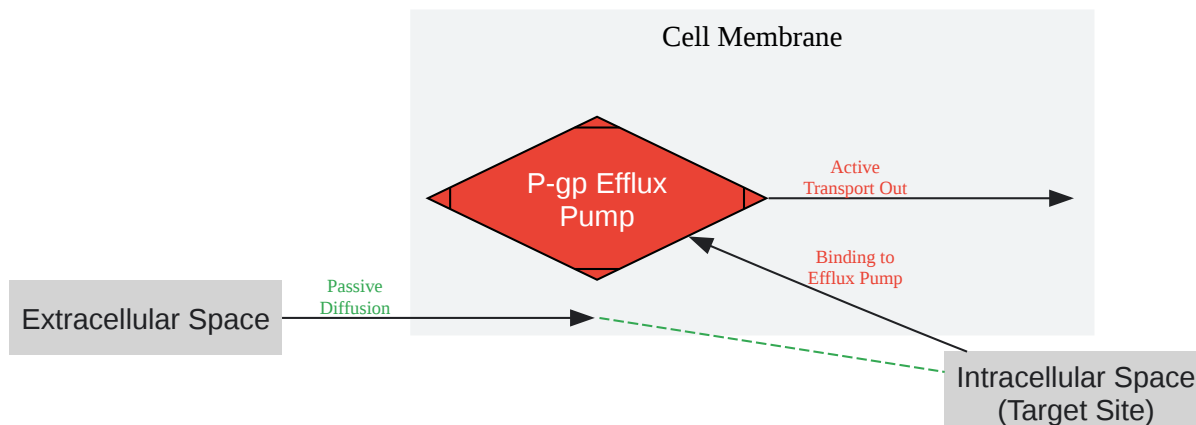 Cell Membrane
P-gp Efflux
Pump
Active
Transport Out
Binding to
Efflux Pump
Passive
Diffusion
Extracellular Space
Intracellular Space
(Target Site)